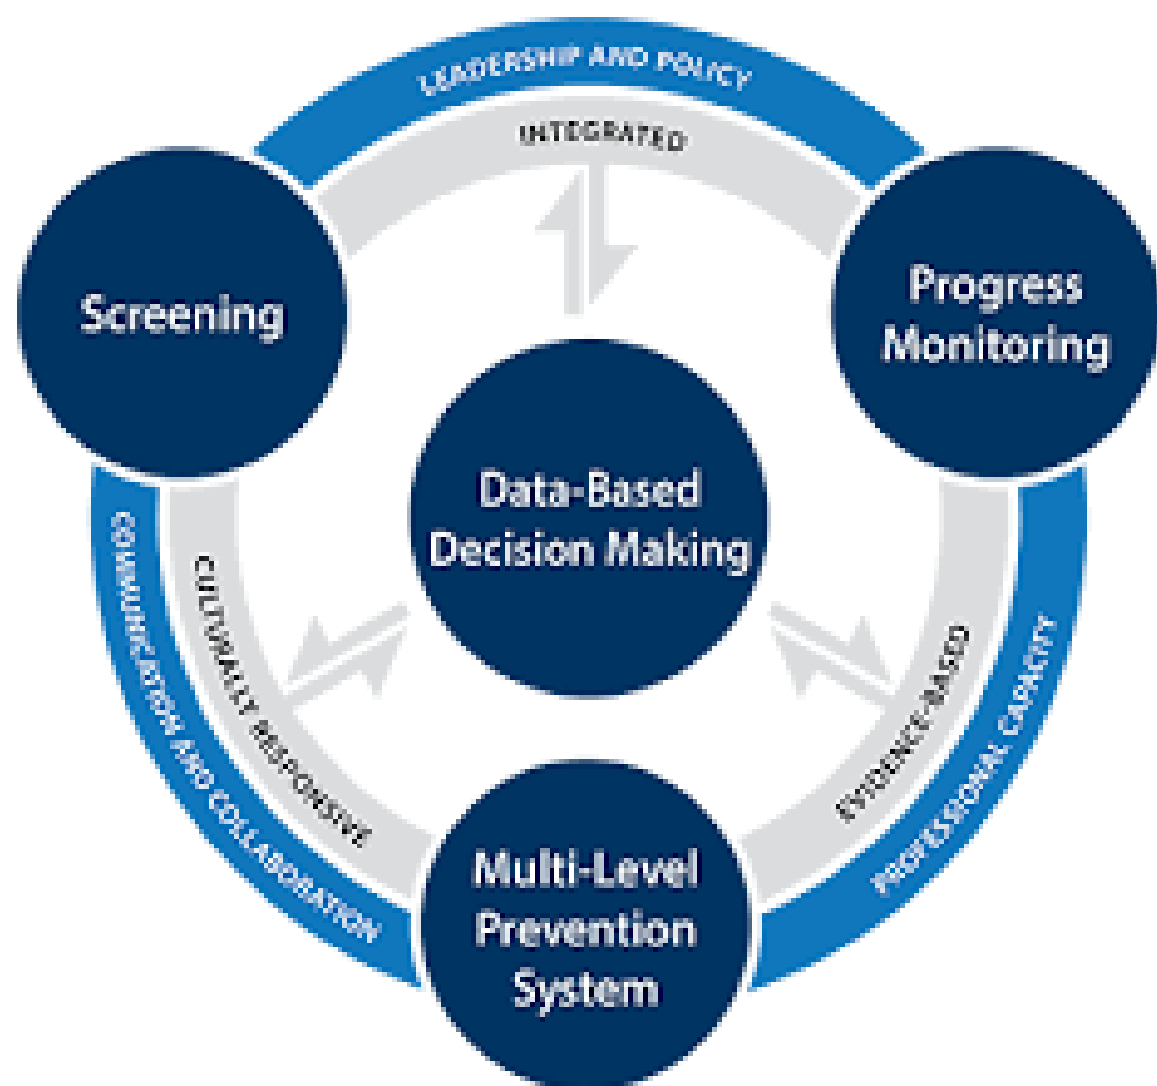 LEADERSHIP AND POLICY
INTEGRATED
Screening
Progress
Monitoring
Data-Based
Decision Making
COMMUNICATION AND COLLABORATION
CULTURALLY RESPONSIVE
EVIDENCE-BASED
PROFESSIONAL CAPACITY
Multi-Level
Prevention
System